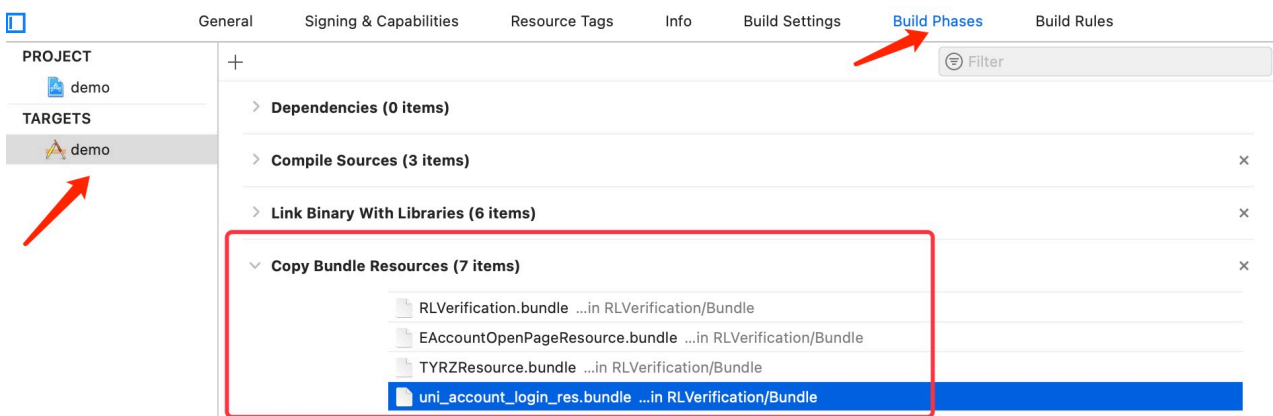 General Signing & Capabilities Resource Tags Info Build Settings Build Phases Build Rules
PROJECT
demo
TARGETS
demo
+ Filter
Dependencies (0 items)
Compile Sources (3 items)
Link Binary With Libraries (6 items)
Copy Bundle Resources (7 items)
RLVerification.bundle ...in RLVerification/Bundle
EAccountOpenPageResource.bundle ...in RLVerification/Bundle
TYRZResource.bundle ...in RLVerification/Bundle
uni_account_login_res.bundle ...in RLVerification/Bundle